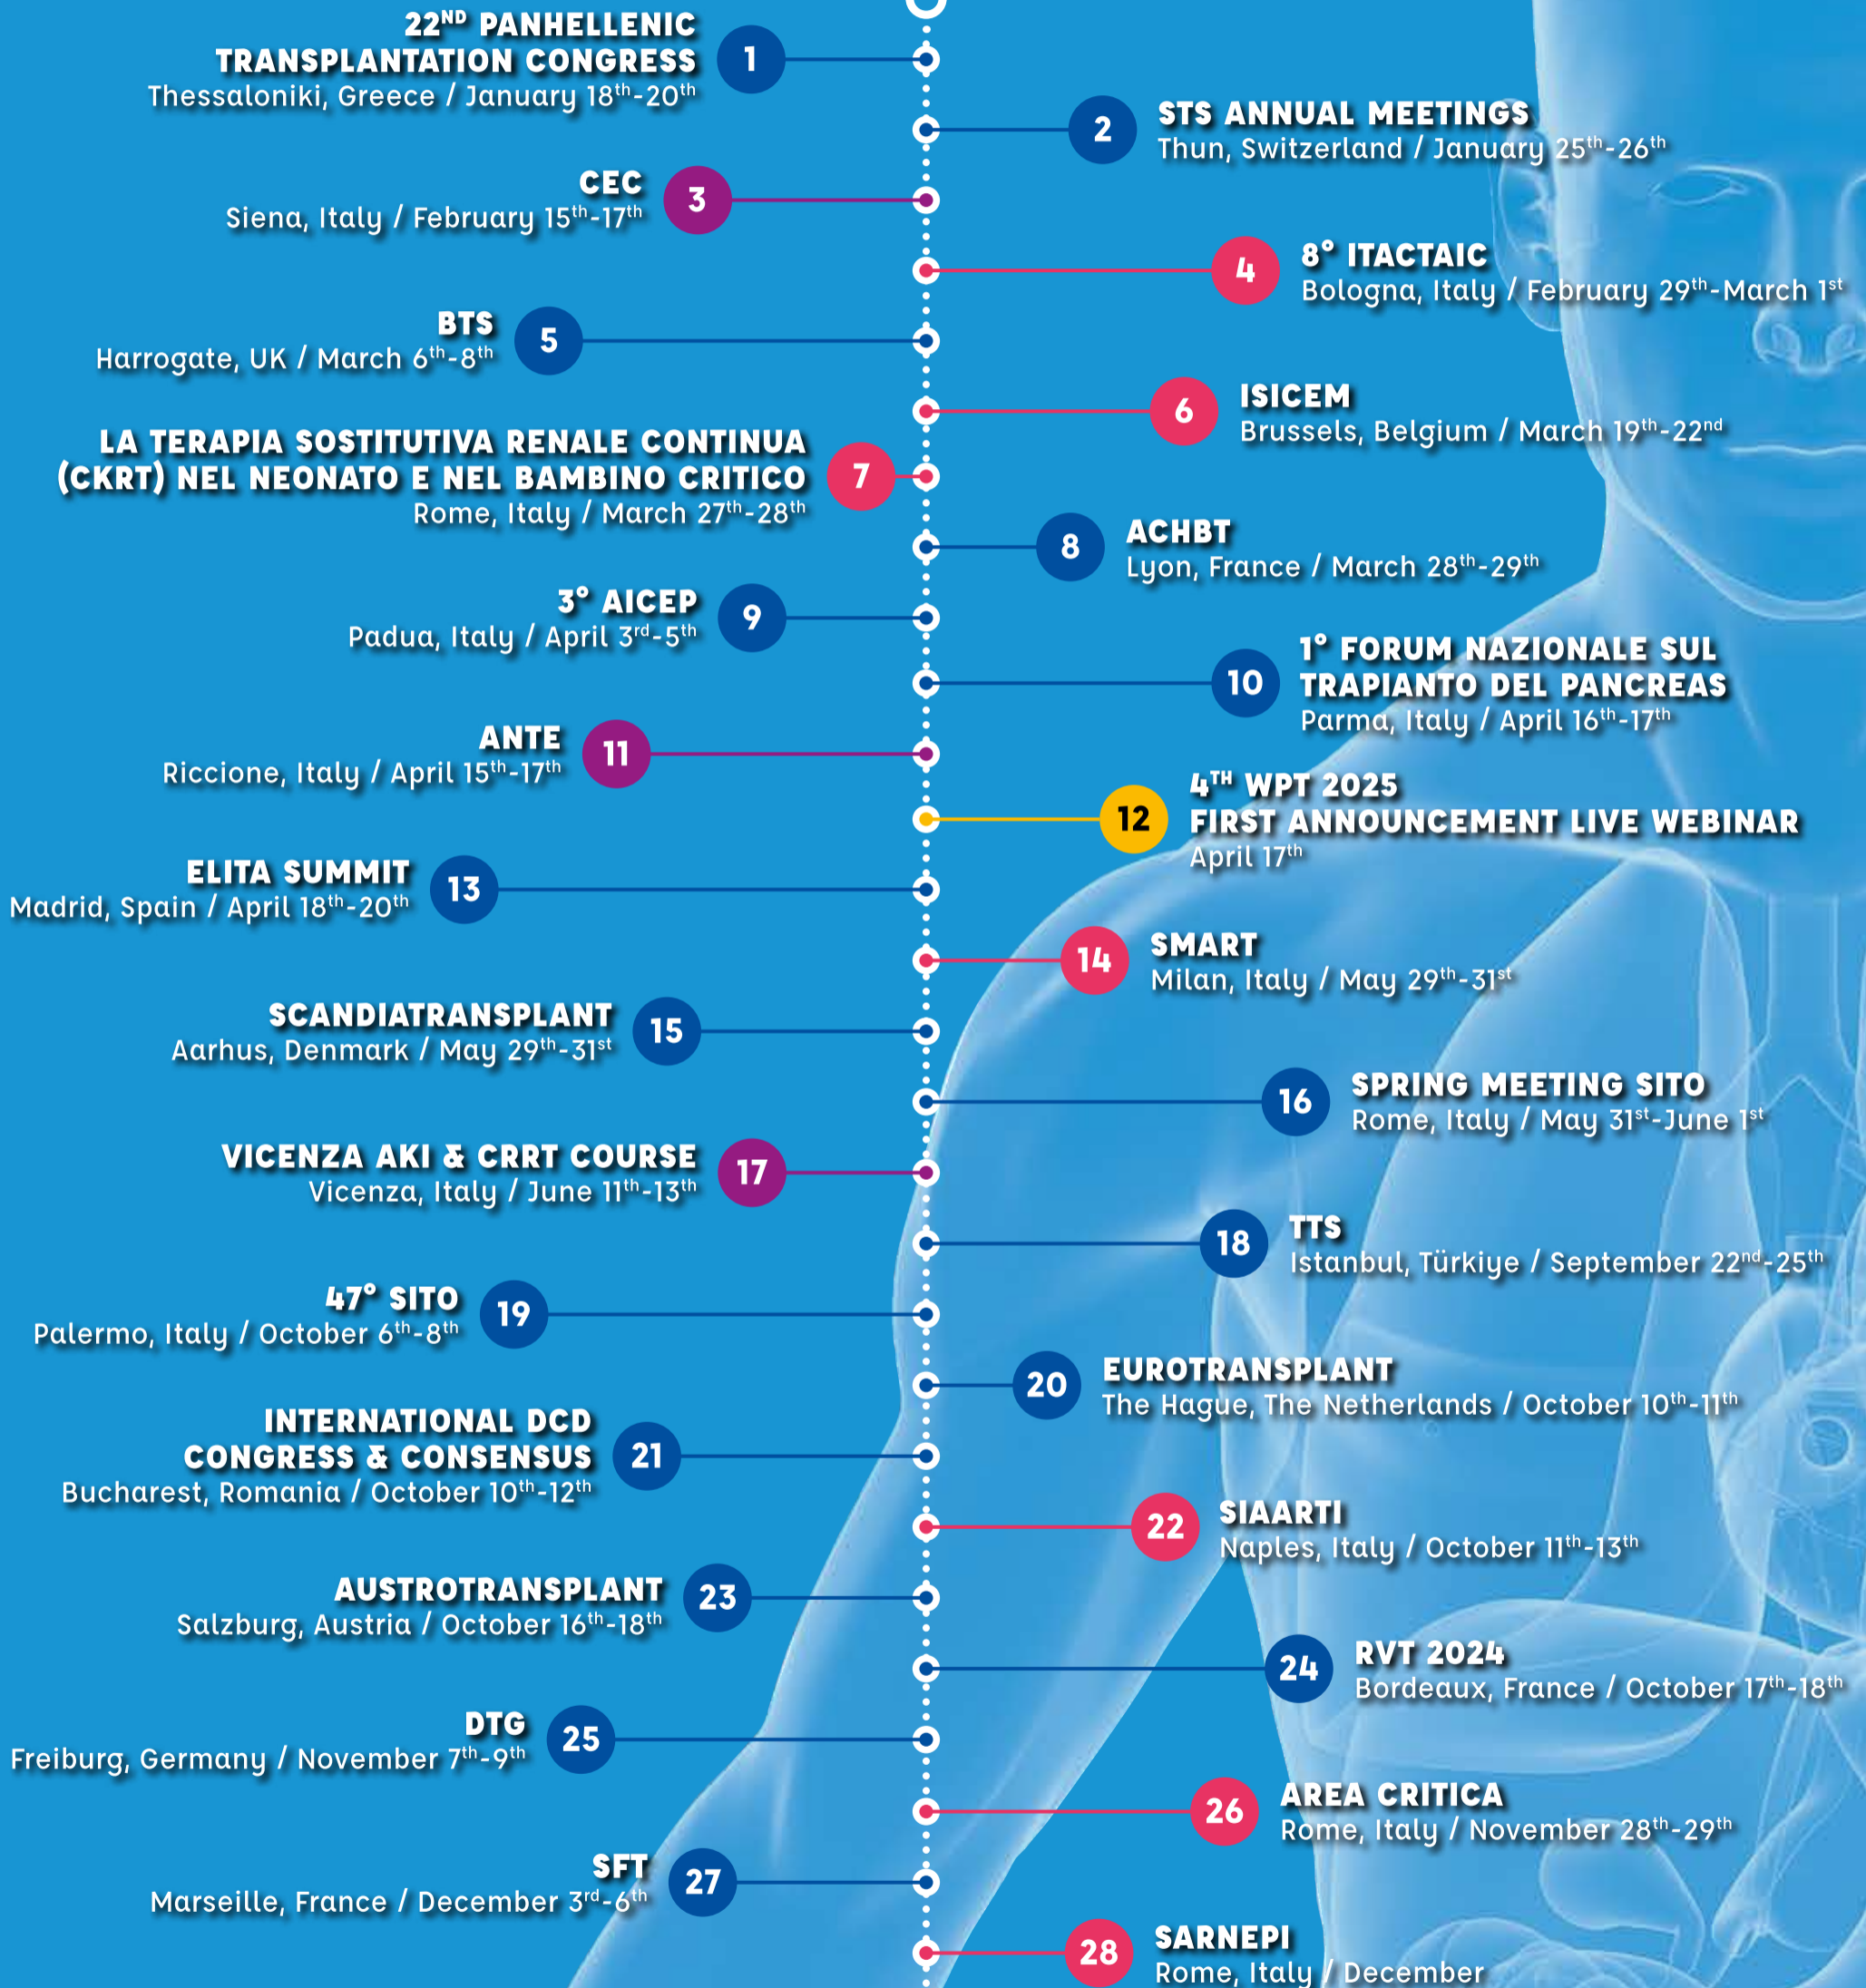 22ND PANHELLENIC
TRANSPLANTATION CONGRESS
Thessaloniki, Greece / January 18th-20th
1
2
STS ANNUAL MEETINGS
Thun, Switzerland / January 25th-26th
CEC
Siena, Italy / February 15th-17th
3
4
8° ITACTAIC
Bologna, Italy / February 29th-March 1st
BTS
Harrogate, UK / March 6th-8th
5
6
ISICEM
Brussels, Belgium / March 19th-22nd
LA TERAPIA SOSTITUTIVA RENALE CONTINUA
(CKRT) NEL NEONATO E NEL BAMBINO CRITICO
Rome, Italy / March 27th-28th
7
8
ACHBT
Lyon, France / March 28th-29th
3° AICEP
Padua, Italy / April 3rd-5th
9
10
1° FORUM NAZIONALE SUL
TRAPIANTO DEL PANCREAS
Parma, Italy / April 16th-17th
ANTE
Riccione, Italy / April 15th-17th
11
12
4TH WPT 2025
FIRST ANNOUNCEMENT LIVE WEBINAR
April 17th
ELITA SUMMIT
Madrid, Spain / April 18th-20th
13
14
SMART
Milan, Italy / May 29th-31st
SCANDIATRANSPLANT
Aarhus, Denmark / May 29th-31st
15
16
SPRING MEETING SITO
Rome, Italy / May 31st-June 1st
VICENZA AKI & CRRT COURSE
Vicenza, Italy / June 11th-13th
17
18
TTS
Istanbul, Türkiye / September 22nd-25th
47° SITO
Palermo, Italy / October 6th-8th
19
20
EUROTRANSPLANT
The Hague, The Netherlands / October 10th-11th
INTERNATIONAL DCD
CONGRESS & CONSENSUS
Bucharest, Romania / October 10th-12th
21
22
SIAARTI
Naples, Italy / October 11th-13th
AUSTROTRANSPLANT
Salzburg, Austria / October 16th-18th
23
24
RVT 2024
Bordeaux, France / October 17th-18th
DTG
Freiburg, Germany / November 7th-9th
25
26
AREA CRITICA
Rome, Italy / November 28th-29th
SFT
Marseille, France / December 3rd-6th
27
28
SARNEPI
Rome, Italy / December